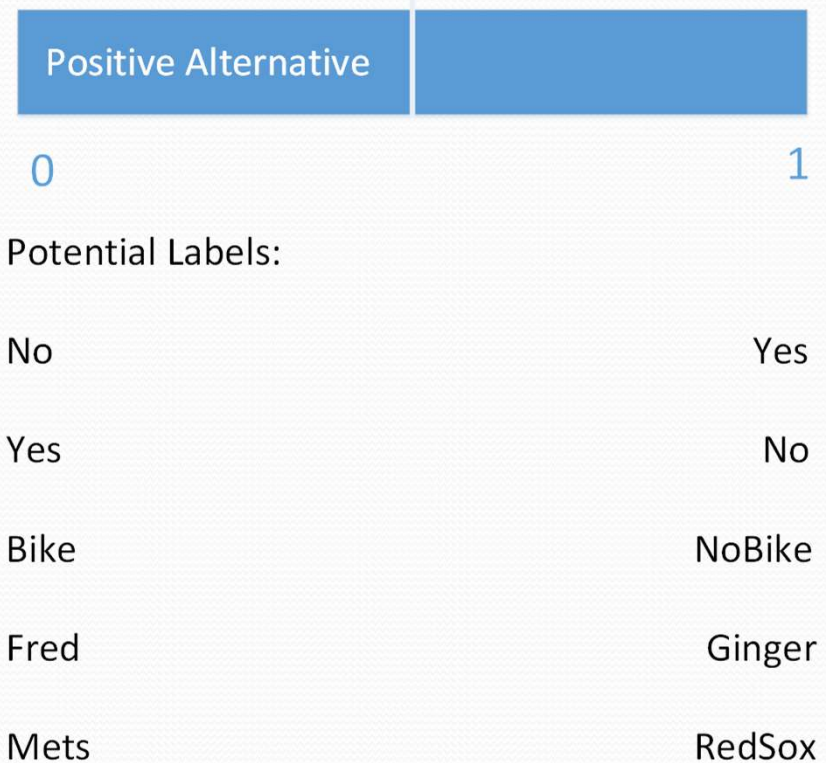 Positive Alternative
0 1
Potential Labels:
No Yes
Yes No
Bike NoBike
Fred Ginger
Mets RedSox